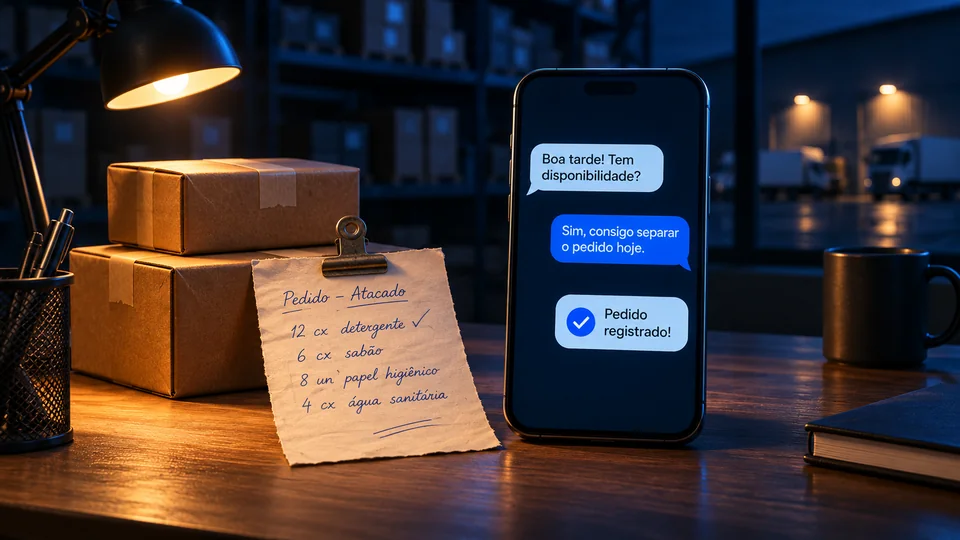 Pedido – Atacado
12 cx detergente ✓
6 cx sabão
8 un' papel higiênico
4 cx água sanitária
Boa tarde! Tem
disponibilidade?
Sim, consigo separar
o pedido hoje.
Pedido
registrado!